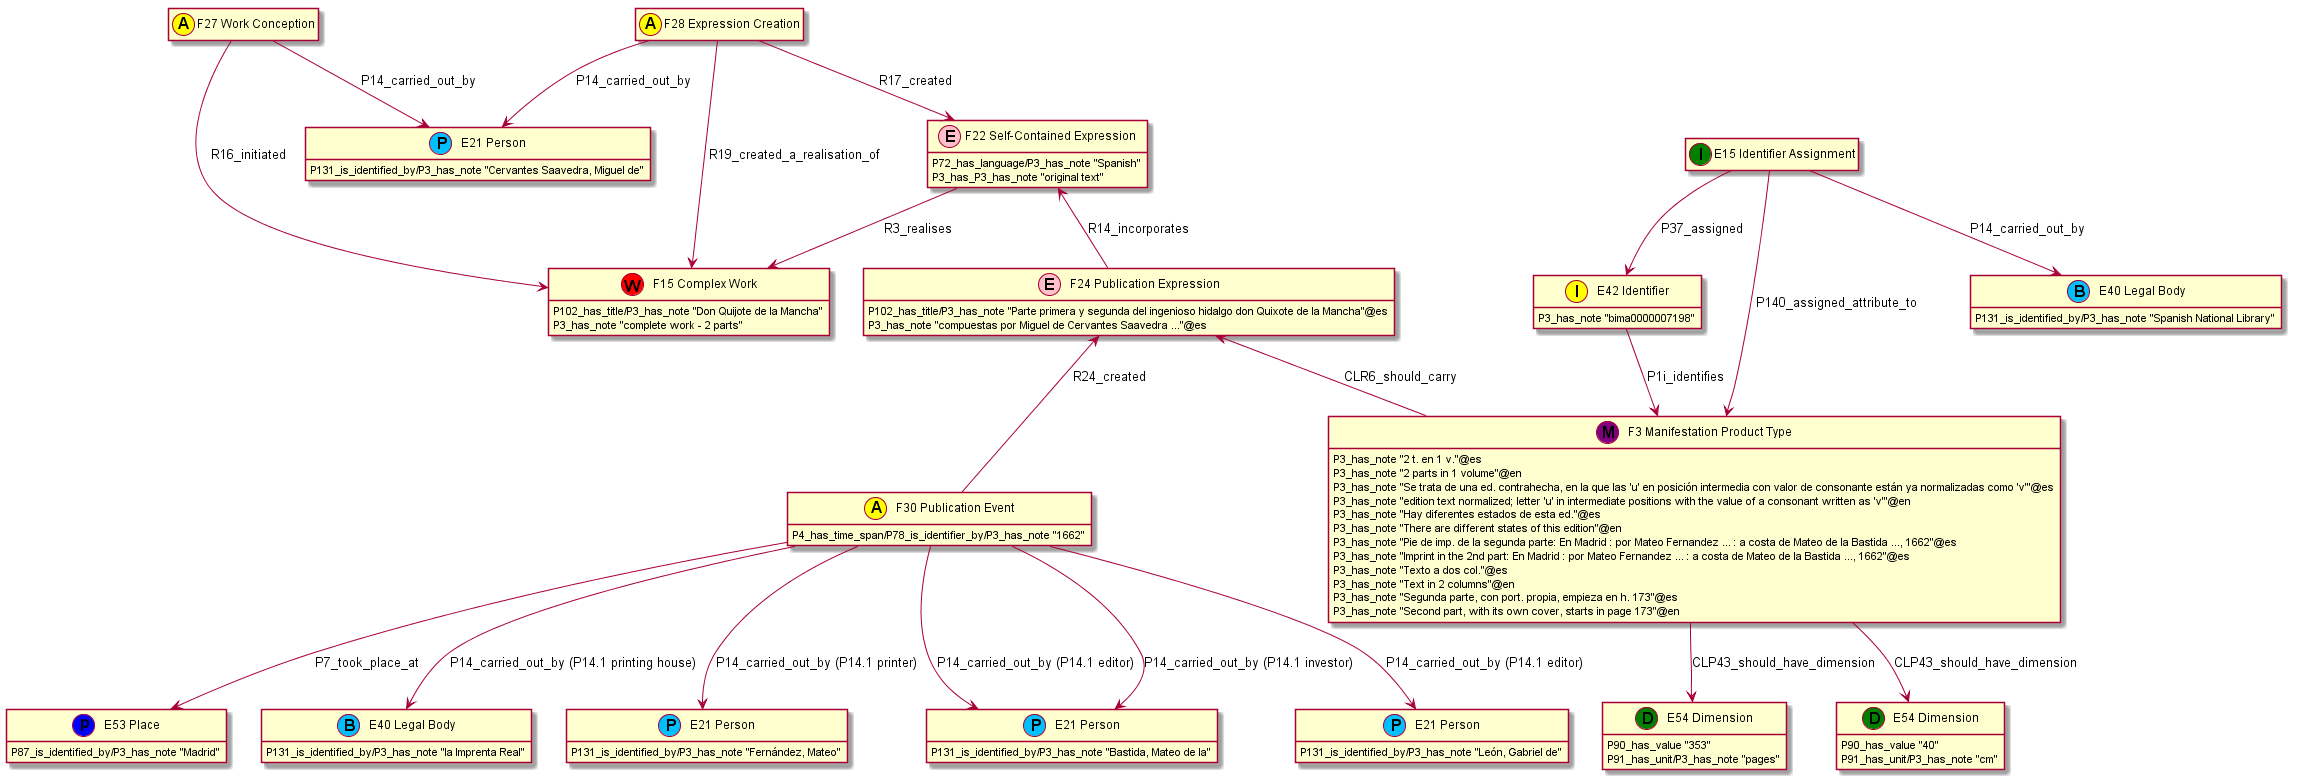 A F27 Work Conception
A F28 Expression Creation
P14_carried_out_by
P14_carried_out_by
R17_created
P E21 Person
P131_is_identified_by/P3_has_note "Cervantes Saavedra, Miguel de"
R16_initiated
R19_created_a_realisation_of
E F22 Self-Contained Expression
P72_has_language/P3_has_note "Spanish"
P3_has_P3_has_note "original text"
I E15 Identifier Assignment
R3_realises
R14_incorporates
P37_assigned
P14_carried_out_by
W F15 Complex Work
P102_has_title/P3_has_note "Don Quijote de la Mancha"
P3_has_note "complete work - 2 parts"
E F24 Publication Expression
P102_has_title/P3_has_note "Parte primera y segunda del ingenioso hidalgo don Quixote de la Mancha"@es
P3_has_note "compuestas por Miguel de Cervantes Saavedra ..."@es
I E42 Identifier
P3_has_note "bima0000007198"
P140_assigned_attribute_to
B E40 Legal Body
P131_is_identified_by/P3_has_note "Spanish National Library"
R24_created
CLR6_should_carry
P1i_identifies
M F3 Manifestation Product Type
P3_has_note "2 t. en 1 v."@es
P3_has_note "2 parts in 1 volume"@en
P3_has_note "Se trata de una ed. contrahecha, en la que las 'u' en posición intermedia con valor de consonante están ya normalizadas como 'v'"@es
P3_has_note "edition text normalized; letter 'u' in intermediate positions with the value of a consonant written as 'v'"@en
P3_has_note "Hay diferentes estados de esta ed."@es
P3_has_note "There are different states of this edition"@en
P3_has_note "Pie de imp. de la segunda parte: En Madrid : por Mateo Fernandez ... : a costa de Mateo de la Bastida ..., 1662"@es
P3_has_note "Imprint in the 2nd part: En Madrid : por Mateo Fernandez ... : a costa de Mateo de la Bastida ..., 1662"@es
P3_has_note "Texto a dos col."@es
P3_has_note "Text in 2 columns"@en
P3_has_note "Segunda parte, con port. propia, empieza en h. 173"@es
P3_has_note "Second part, with its own cover, starts in page 173"@en
A F30 Publication Event
P4_has_time_span/P78_is_identifier_by/P3_has_note "1662"
P7_took_place_at
P14_carried_out_by (P14.1 printing house)
P14_carried_out_by (P14.1 printer)
P14_carried_out_by (P14.1 editor)
P14_carried_out_by (P14.1 investor)
P14_carried_out_by (P14.1 editor)
CLP43_should_have_dimension
CLP43_should_have_dimension
P E53 Place
P87_is_identified_by/P3_has_note "Madrid"
B E40 Legal Body
P131_is_identified_by/P3_has_note "la Imprenta Real"
P E21 Person
P131_is_identified_by/P3_has_note "Fernández, Mateo"
P E21 Person
P131_is_identified_by/P3_has_note "Bastida, Mateo de la"
P E21 Person
P131_is_identified_by/P3_has_note "León, Gabriel de"
D E54 Dimension
P90_has_value "353"
P91_has_unit/P3_has_note "pages"
D E54 Dimension
P90_has_value "40"
P91_has_unit/P3_has_note "cm"